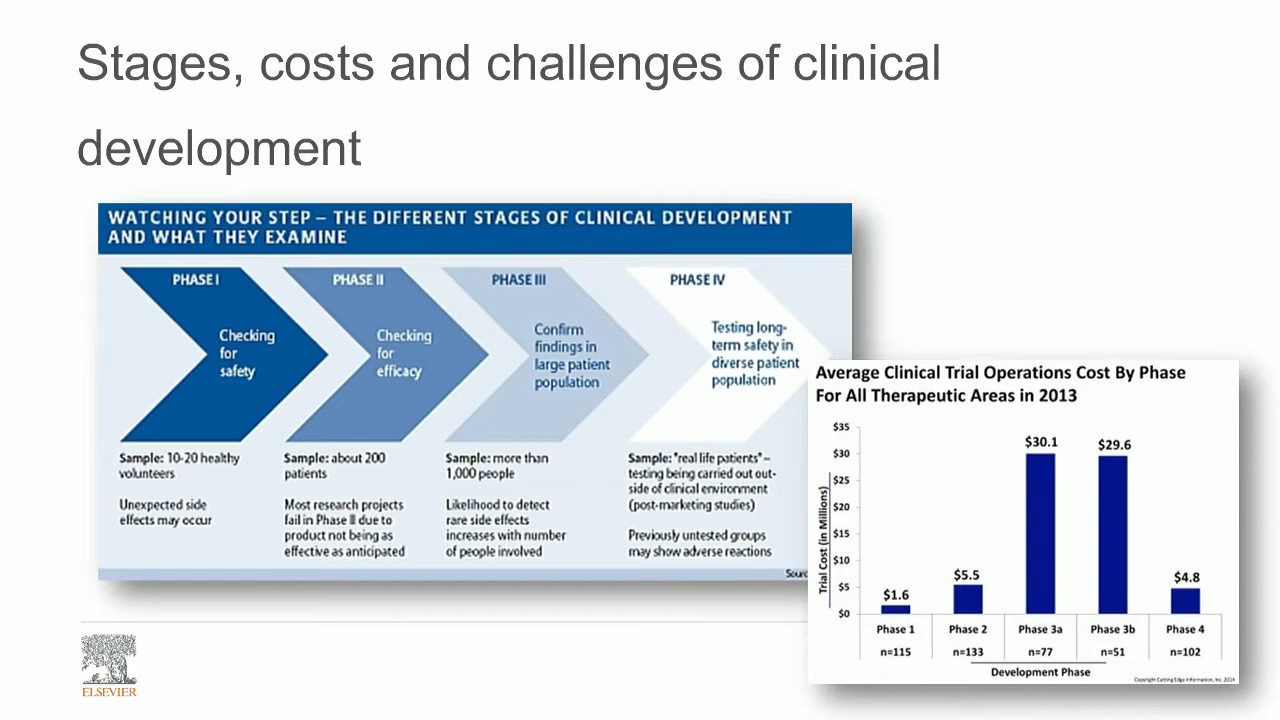 Stages, costs and challenges of clinical
development
WATCHING YOUR STEP – THE DIFFERENT STAGES OF CLINICAL DEVELOPMENT
AND WHAT THEY EXAMINE
PHASE I
Checking
for
safety
Sample: 10-20 healthy
volunteers
Unexpected side
effects may occur
PHASE II
Checking
for
efficacy
Sample: about 200
patients
Most research projects
fail in Phase II due to
product not being as
effective as anticipated
PHASE III
Confirm
findings in
large patient
population
Sample: more than
1,000 people
Likelihood to detect
rare side effects
increases with number
of people involved
PHASE IV
Testing long-
term safety in
diverse patient
population
Sample: "real life patients" –
testing being carried out out-
side of clinical environment
(post-marketing studies)
Previously untested groups
may show adverse reactions
Average Clinical Trial Operations Cost By Phase
For All Therapeutic Areas in 2013
Trial Cost (in Millions)
$35
$30
$25
$20
$15
$10
$5
$0
$1.6
$5.5
$30.1
$29.6
$4.8
Phase 1 Phase 2 Phase 3a Phase 3b Phase 4
n=115 n=133 n=77 n=51 n=102
Development Phase
Copyright Cutting Edge Information, Inc. 2014
ELSEVIER